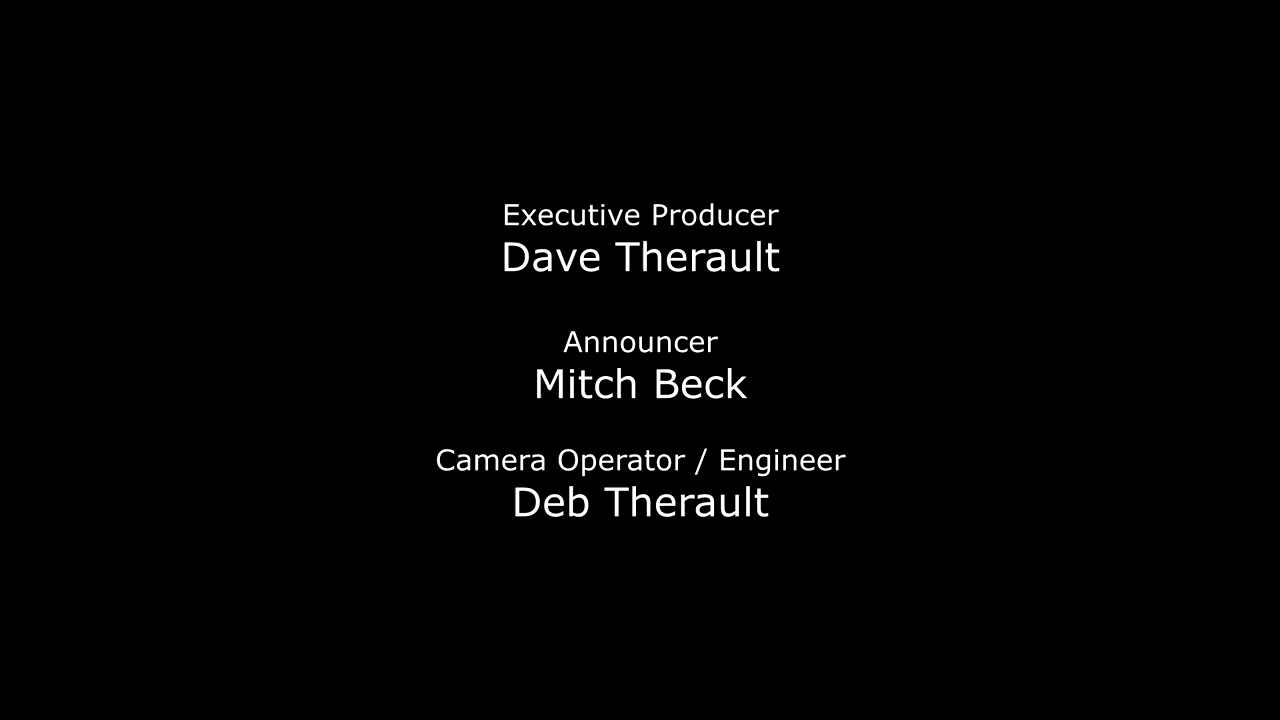 Executive Producer
Dave Therault
Announcer
Mitch Beck
Camera Operator / Engineer
Deb Therault